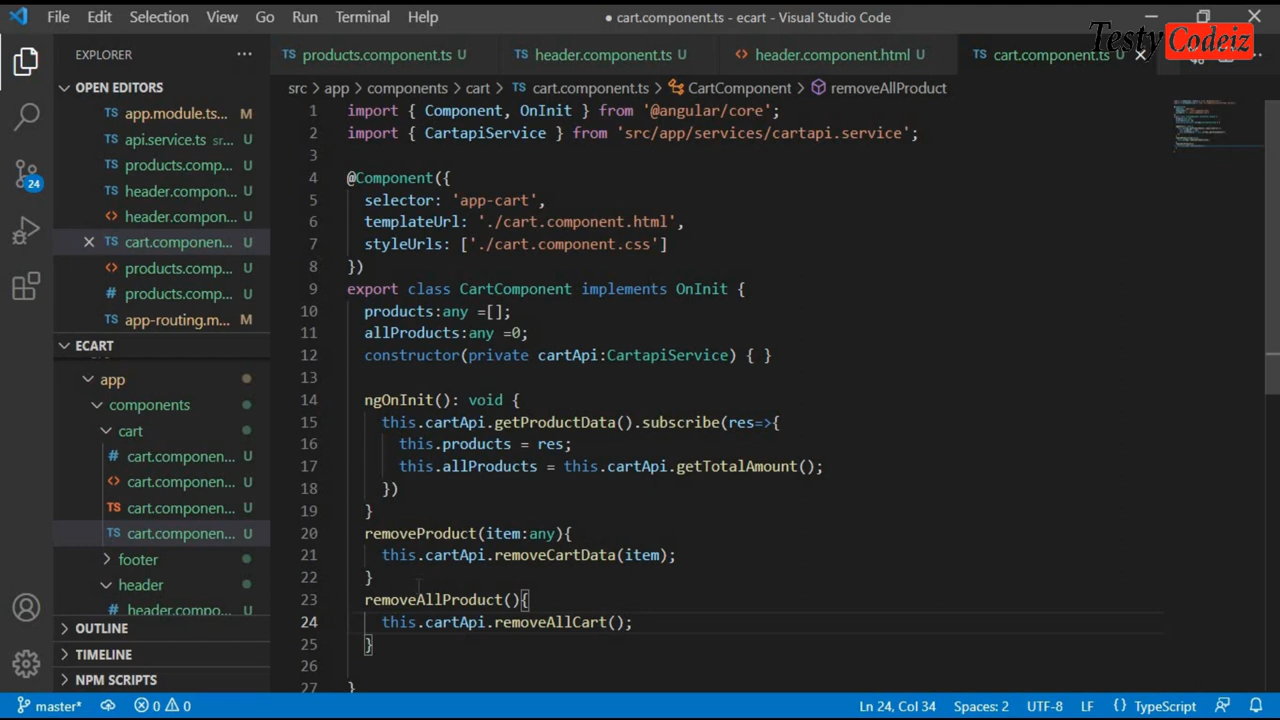 File Edit Selection View Go Run Terminal Help
● cart.component.ts - ecart - Visual Studio Code
Testy Codeiz
EXPLORER ...
OPEN EDITORS
TS app.module.ts... M
TS api.service.ts sr... U
TS products.comp... U
TS header.compon... U
<> header.compon... U
TS cart.componen... U
<> products.comp... U
# products.comp... U
TS app-routing.m... M
ECART
app
components
cart
# cart.componen... U
<> cart.componen... U
TS cart.componen... U
TS cart.componen... U
footer
header
header.compo... U
OUTLINE
TIMELINE
NPM SCRIPTS
24
TS products.component.ts U
TS header.component.ts U
<> header.component.html U
TS cart.component.ts U
src > app > components > cart > TS cart.component.ts > CartComponent > removeAllProduct
1 import { Component, OnInit } from '@angular/core';
2 import { CartapiService } from 'src/app/services/cartapi.service';
3
4 @Component({
5 selector: 'app-cart',
6 templateUrl: './cart.component.html',
7 styleUrls: ['./cart.component.css']
8 })
9 export class CartComponent implements OnInit {
10 products:any =[];
11 allProducts:any =0;
12 constructor(private cartApi:CartapiService) { }
13
14 ngOnInit(): void {
15 this.cartApi.getProductData().subscribe(res=>{
16 this.products = res;
17 this.allProducts = this.cartApi.getTotalAmount();
18 })
19 }
20 removeProduct(item:any){
21 this.cartApi.removeCartData(item);
22 }
23 removeAllProduct(){
24 this.cartApi.removeAllCart();
25 }
26
27 }
master* 0 0 Ln 24, Col 34 Spaces: 2 UTF-8 LF {} TypeScript